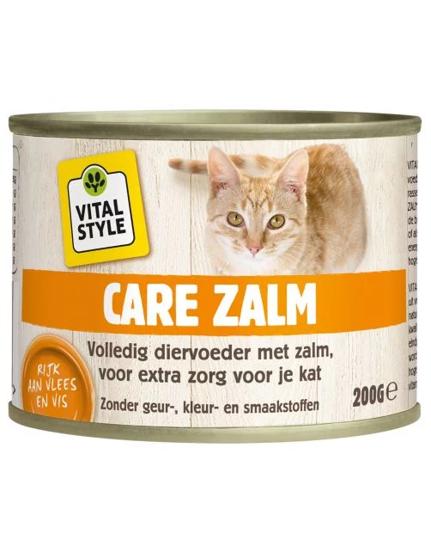 VITAL
STYLE
CARE ZALM
Volledig diervoeder met zalm,
voor extra zorg voor je kat
RIJK
AAN VLEES
EN VIS
Zonder geur-, kleur- en smaakstoffen
200G℮